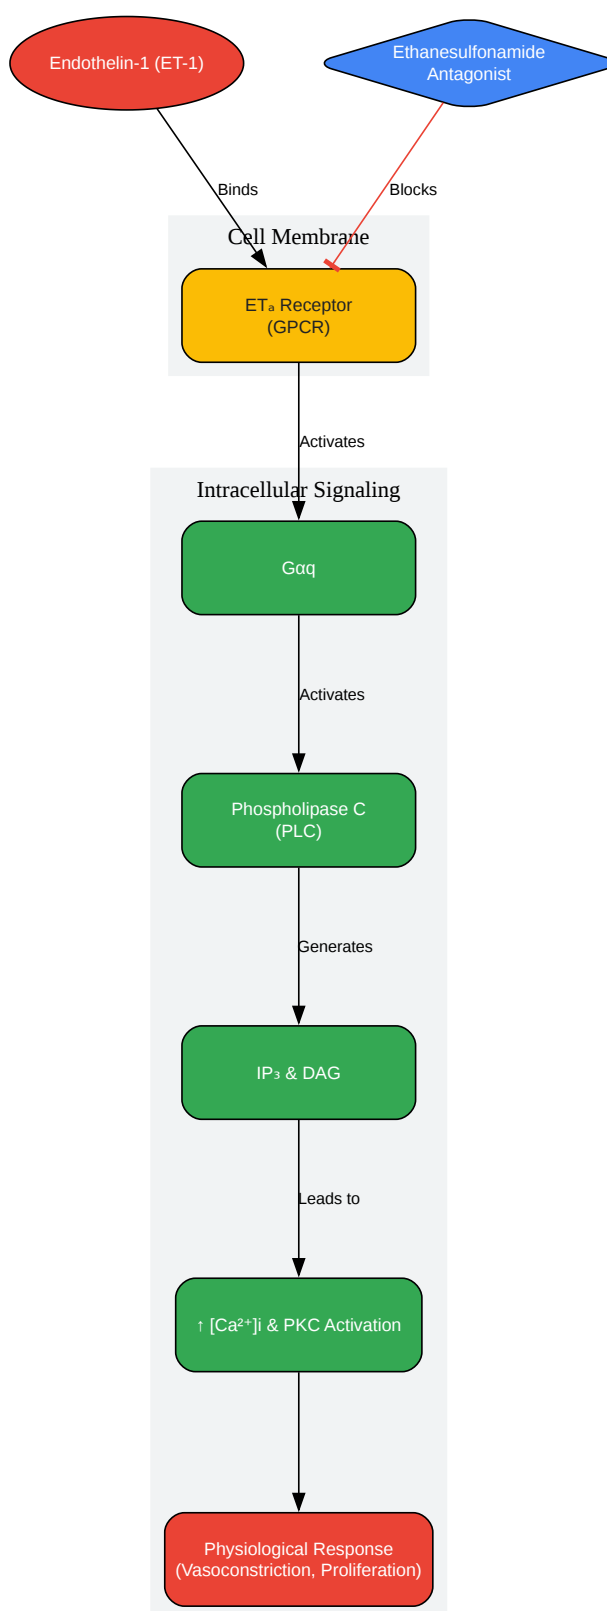 Endothelin-1 (ET-1)
Ethanesulfonamide
Antagonist
Binds
Blocks
Cell Membrane
ETₐ Receptor
(GPCR)
Activates
Intracellular Signaling
Gαq
Activates
Phospholipase C
(PLC)
Generates
IP₃ & DAG
Leads to
↑ [Ca²⁺]i & PKC Activation
Physiological Response
(Vasoconstriction, Proliferation)